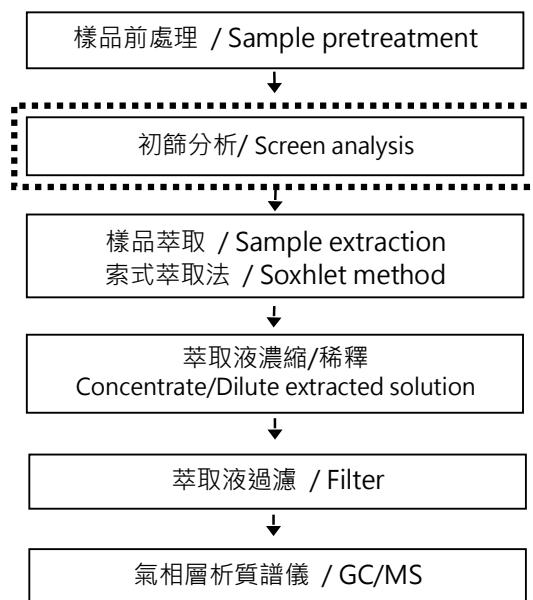 樣品前處理 / Sample pretreatment
初篩分析/ Screen analysis
樣品萃取 / Sample extraction
索式萃取法 / Soxhlet method
萃取液濃縮/稀釋
Concentrate/Dilute extracted solution
萃取液過濾 / Filter
氣相層析質譜儀 / GC/MS